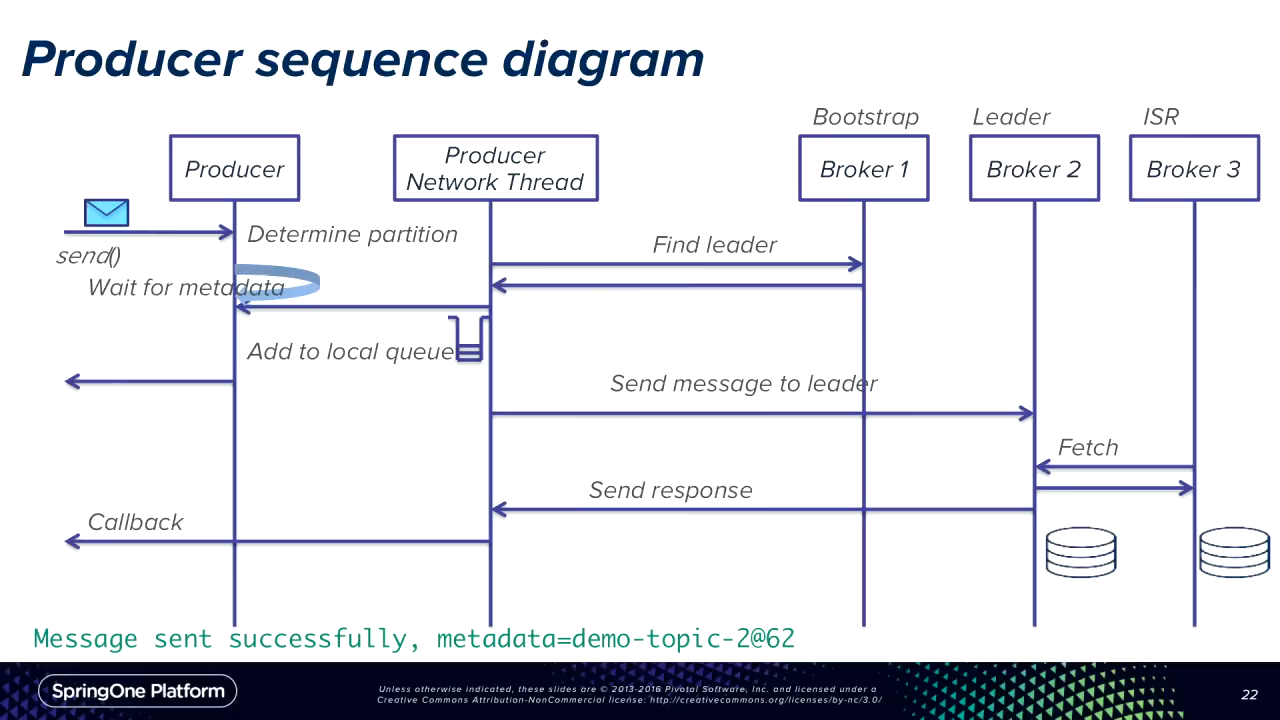 Producer sequence diagram
Bootstrap
Leader
ISR
Producer
Producer
Network Thread
Broker 1
Broker 2
Broker 3
send()
Determine partition
Find leader
Wait for metadata
Add to local queue
Send message to leader
Fetch
Send response
Callback
Message sent successfully, metadata=demo-topic-2@62
SpringOne Platform
Unless otherwise indicated, these slides are © 2013-2016 Pivotal Software, Inc. and licensed under a
Creative Commons Attribution-NonCommercial license: http://creativecommons.org/licenses/by-nc/3.0/
22